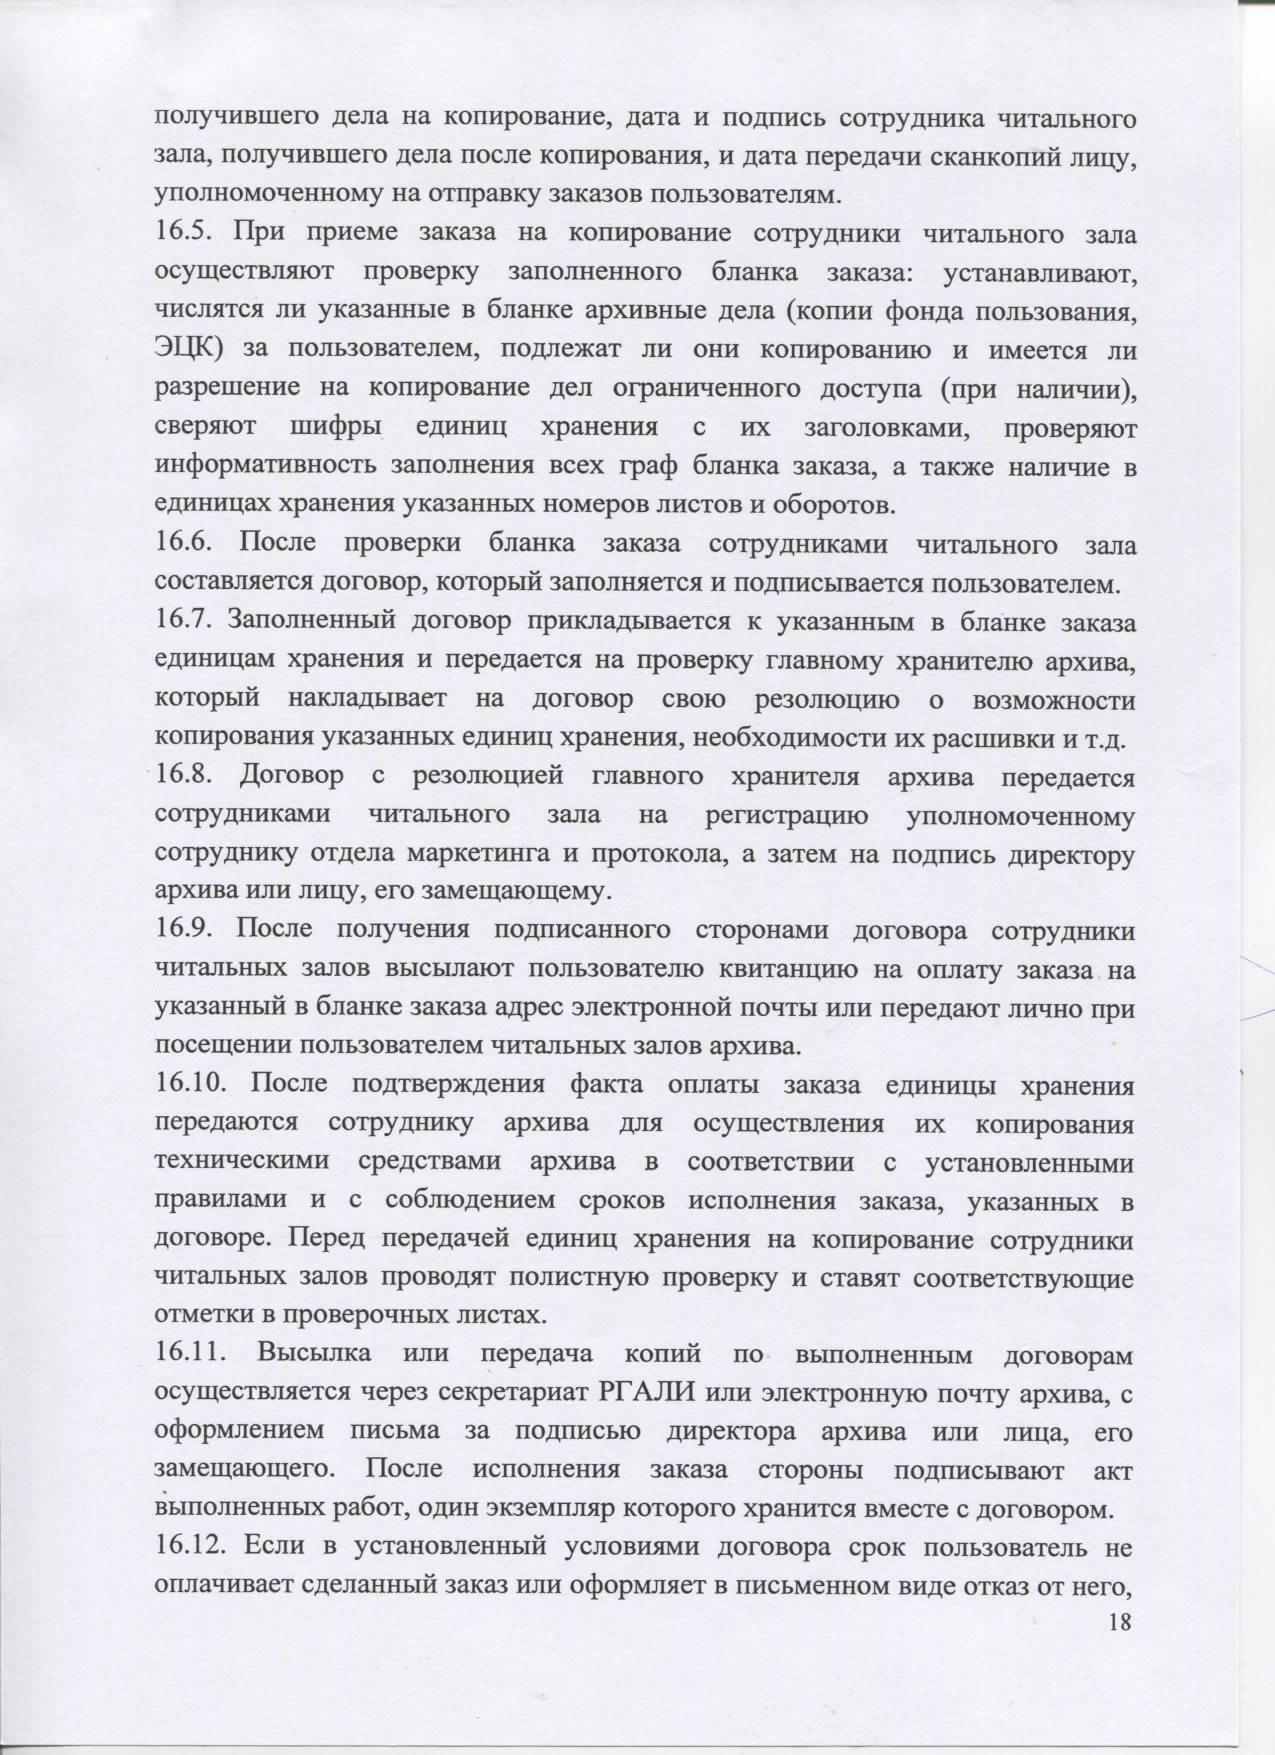 получившего дела на копирование, дата и подпись сотрудника читального
зала, получившего дела после копирования, и дата передачи сканкопий лицу,
уполномоченному на отправку заказов пользователям.
16.5. При приеме заказа на копирование сотрудники читального зала
осуществляют проверку заполненного бланка заказа: устанавливают,
числятся ли указанные в бланке архивные дела (копии фонда пользования,
ЭЦК) за пользователем, подлежат ли они копированию и имеется ли
разрешение на копирование дел ограниченного доступа (при наличии),
сверяют шифры единиц хранения с их заголовками, проверяют
информативность заполнения всех граф бланка заказа, а также наличие в
единицах хранения указанных номеров листов и оборотов.
16.6. После проверки бланка заказа сотрудниками читального зала
составляется договор, который заполняется и подписывается пользователем.
16.7. Заполненный договор прикладывается к указанным в бланке заказа
единицам хранения и передается на проверку главному хранителю архива,
который накладывает на договор свою резолюцию о возможности
копирования указанных единиц хранения, необходимости их расшивки и т.д.
16.8. Договор с резолюцией главного хранителя архива передается
сотрудниками читального зала на регистрацию уполномоченному
сотруднику отдела маркетинга и протокола, а затем на подпись директору
архива или лицу, его замещающему.
16.9. После получения подписанного сторонами договора сотрудники
читальных залов высылают пользователю квитанцию на оплату заказа на
указанный в бланке заказа адрес электронной почты или передают лично при
посещении пользователем читальных залов архива.
16.10. После подтверждения факта оплаты заказа единицы хранения
передаются сотруднику архива для осуществления их копирования
техническими средствами архива в соответствии с установленными
правилами и с соблюдением сроков исполнения заказа, указанных в
договоре. Перед передачей единиц хранения на копирование сотрудники
читальных залов проводят полистную проверку и ставят соответствующие
отметки в проверочных листах.
16.11. Высылка или передача копий по выполненным договорам
осуществляется через секретариат РГАЛИ или электронную почту архива, с
оформлением письма за подписью директора архива или лица, его
замещающего. После исполнения заказа стороны подписывают акт
выполненных работ, один экземпляр которого хранится вместе с договором.
16.12. Если в установленный условиями договора срок пользователь не
оплачивает сделанный заказ или оформляет в письменном виде отказ от него,
18